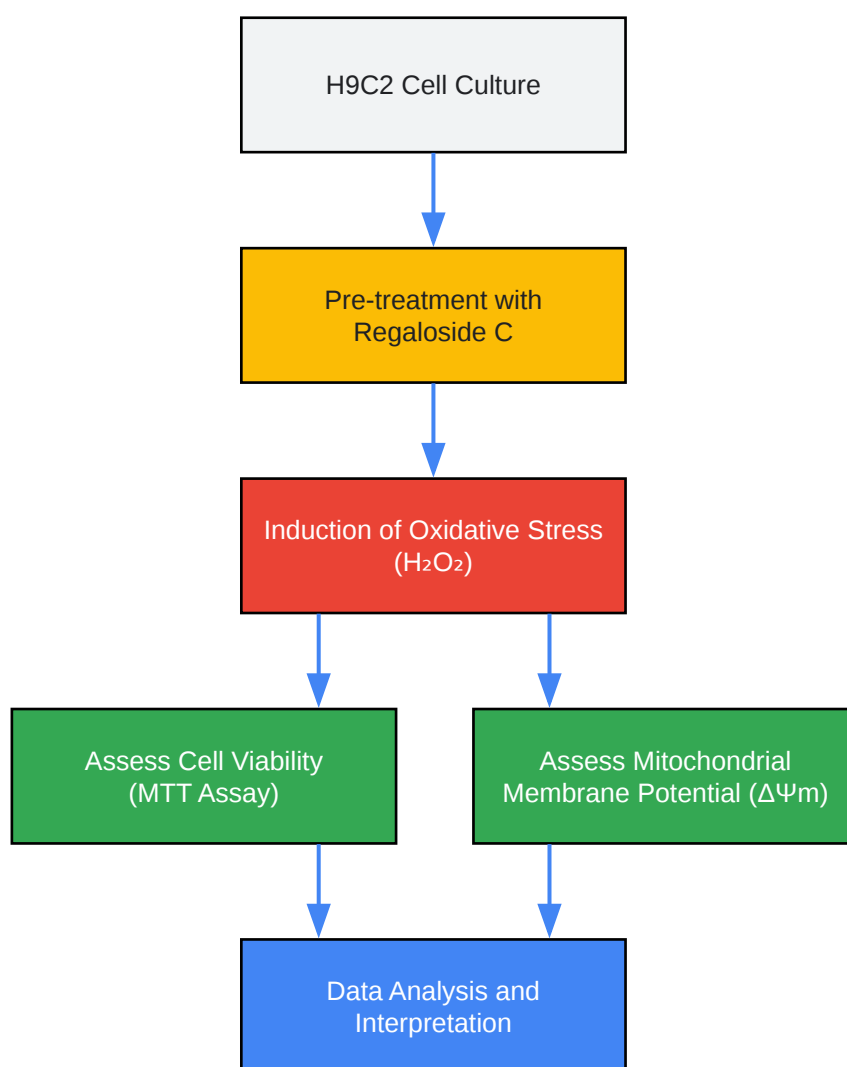 H9C2 Cell Culture
Pre-treatment with
Regaloside C
Induction of Oxidative Stress
(H₂O₂)
Assess Cell Viability
(MTT Assay)
Assess Mitochondrial
Membrane Potential (ΔΨm)
Data Analysis and
Interpretation